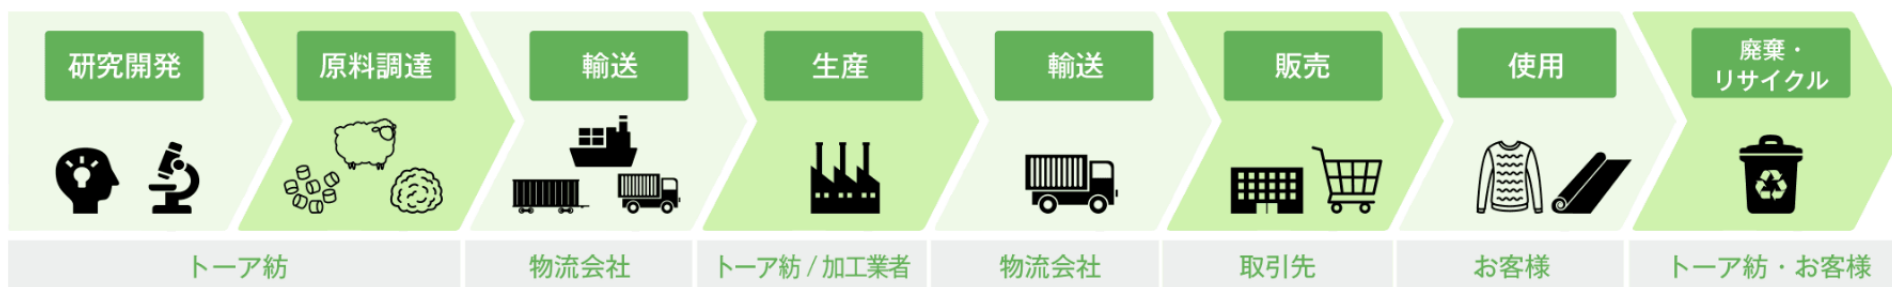 研究開発
原料調達
輸送
生産
輸送
販売
使用
廃棄・
リサイクル
トーア紡
物流会社
トーア紡 / 加工業者
物流会社
取引先
お客様
トーア紡・お客様